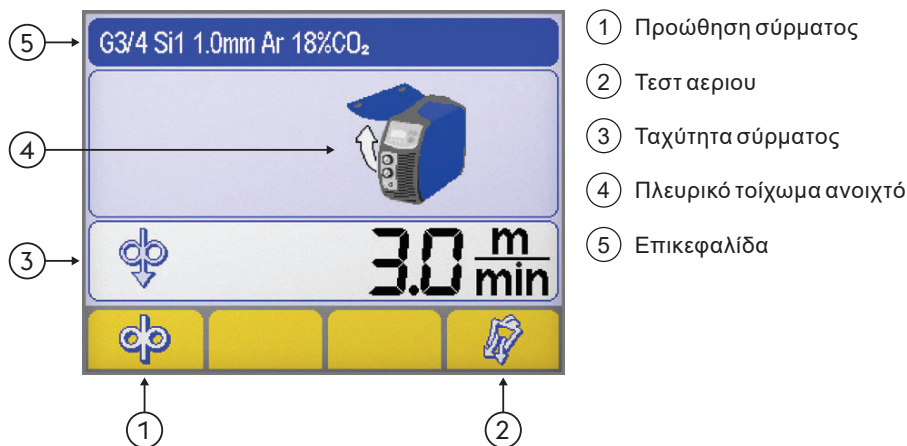 5
G3/4 Si1 1.0mm Ar 18%CO₂
4
3
3.0 m/min
1
2
1 Προώθηση σύρματος
2 Τεστ αεριου
3 Ταχύτητα σύρματος
4 Πλευρικό τοίχωμα ανοιχτό
5 Επικεφαλίδα